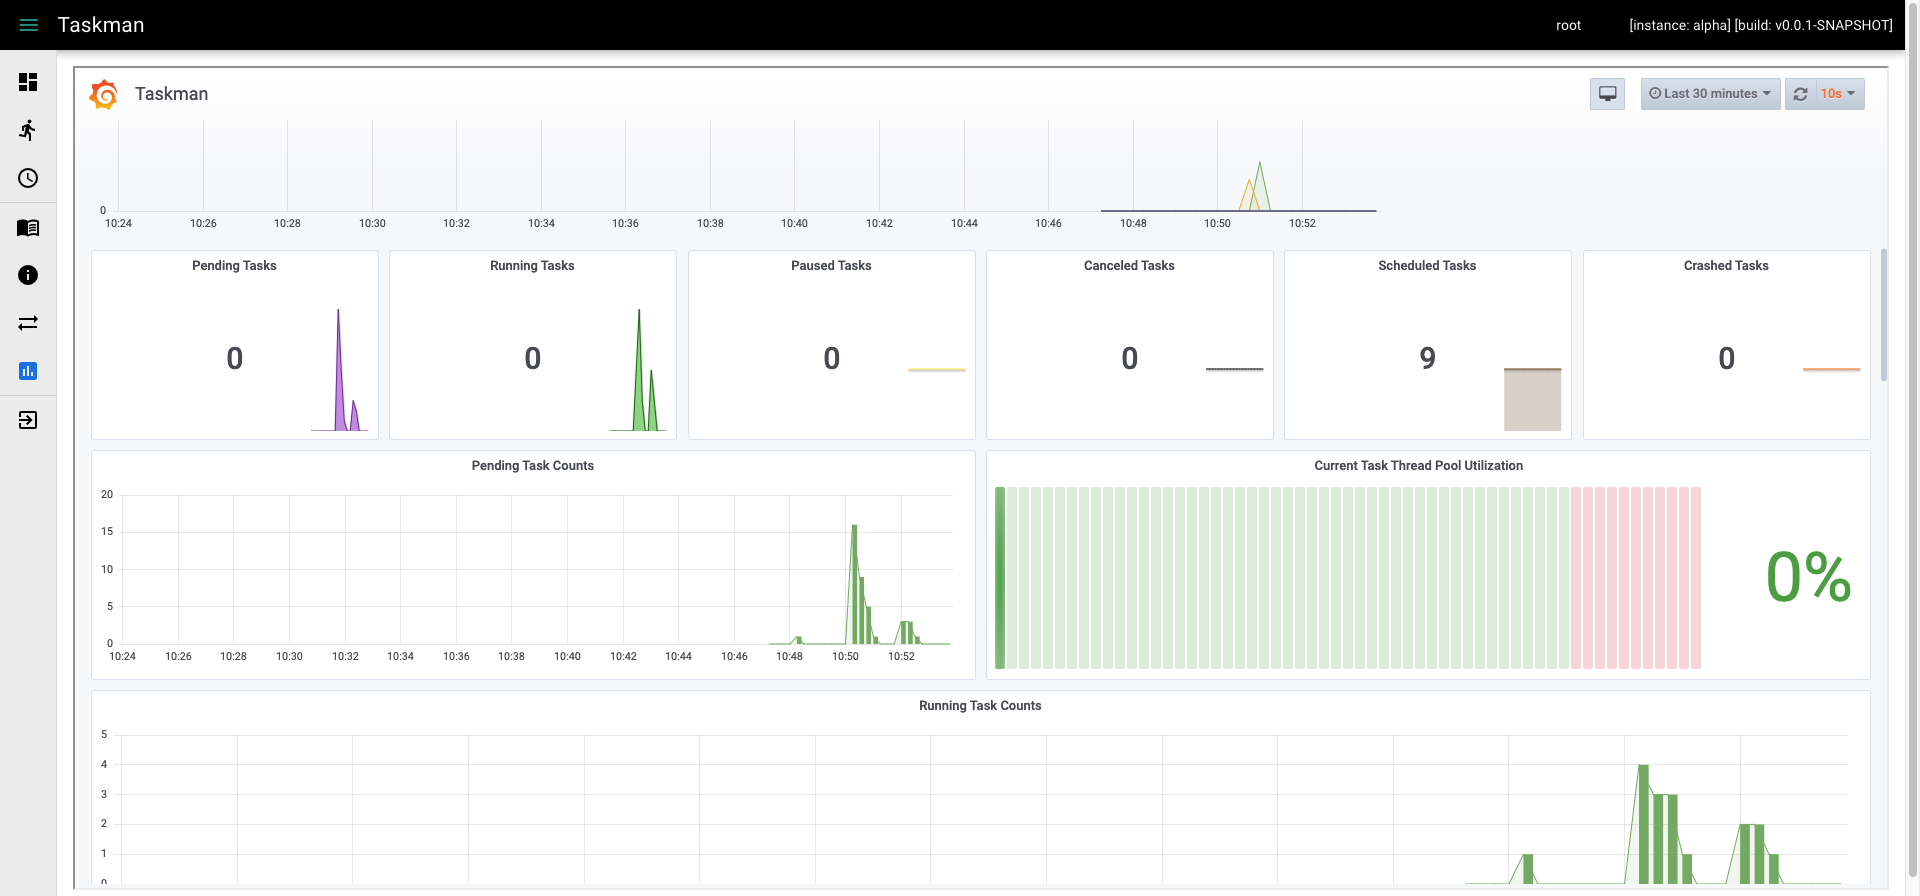 Taskman
root
[instance: alpha] [build: v0.0.1-SNAPSHOT]
Taskman
Last 30 minutes
10s
0
10:24 10:26 10:28 10:30 10:32 10:34 10:36 10:38 10:40 10:42 10:44 10:46 10:48 10:50 10:52
Pending Tasks
0
Running Tasks
0
Paused Tasks
0
Canceled Tasks
0
Scheduled Tasks
9
Crashed Tasks
0
Pending Task Counts
20
15
10
5
0
10:24 10:26 10:28 10:30 10:32 10:34 10:36 10:38 10:40 10:42 10:44 10:46 10:48 10:50 10:52
Current Task Thread Pool Utilization
0%
Running Task Counts
5
4
3
2
1
0